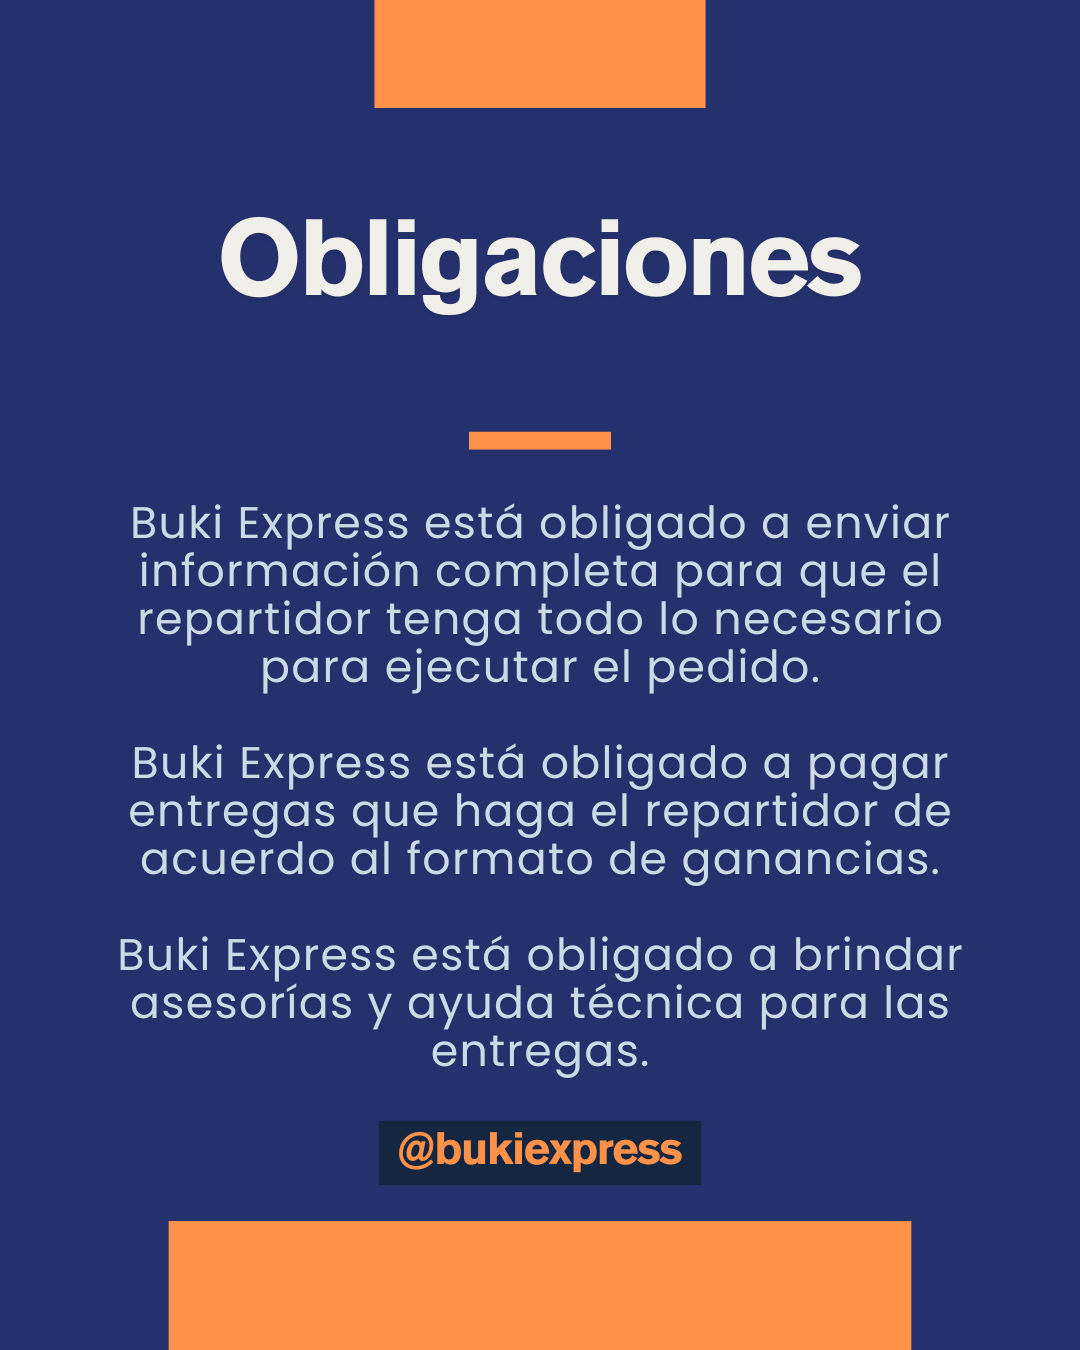 Obligaciones
Buki Express está obligado a enviar
información completa para que el
repartidor tenga todo lo necesario
para ejecutar el pedido.
Buki Express está obligado a pagar
entregas que haga el repartidor de
acuerdo al formato de ganancias.
Buki Express está obligado a brindar
asesorías y ayuda técnica para las
entregas.
@bukiexpress